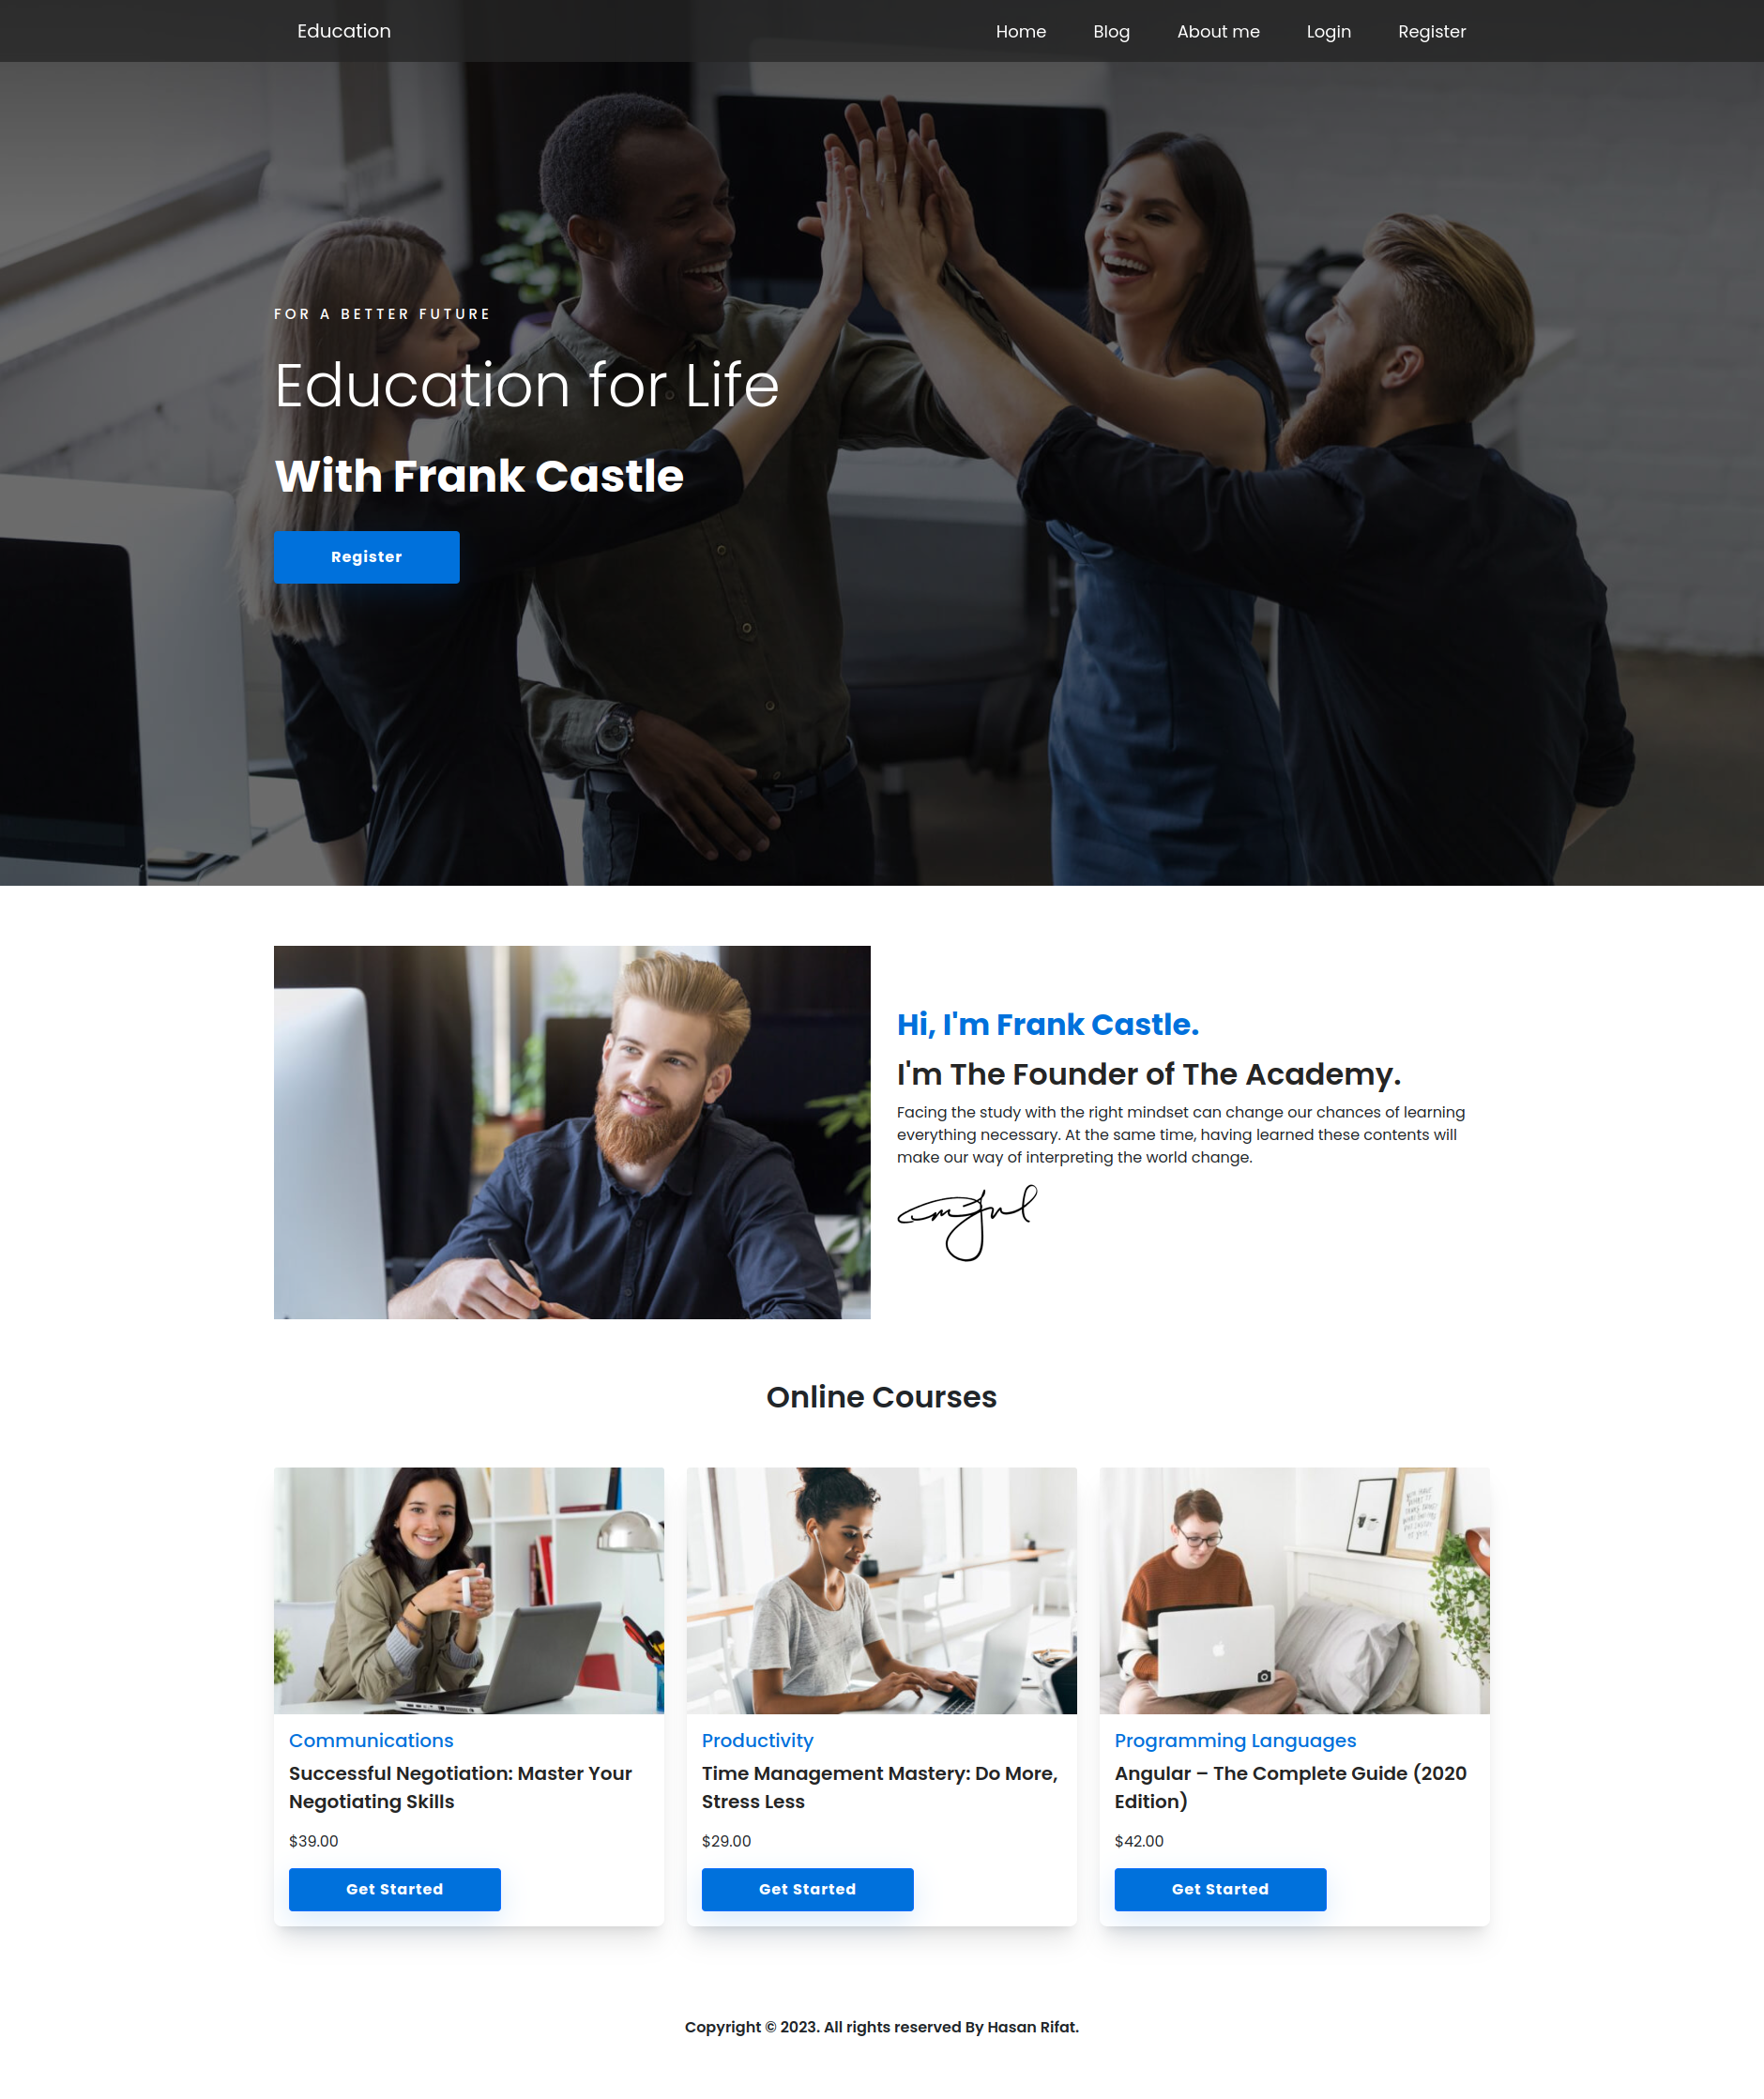 Education
Home Blog About me Login Register
FOR A BETTER FUTURE
Education for Life
With Frank Castle
Register
Hi, I'm Frank Castle.
I'm The Founder of The Academy.
Facing the study with the right mindset can change our chances of learning
everything necessary. At the same time, having learned these contents will
make our way of interpreting the world change.
Online Courses
Communications
Successful Negotiation: Master Your
Negotiating Skills
$39.00
Get Started
Productivity
Time Management Mastery: Do More,
Stress Less
$29.00
Get Started
Programming Languages
Angular – The Complete Guide (2020
Edition)
$42.00
Get Started
Copyright © 2023. All rights reserved By Hasan Rifat.